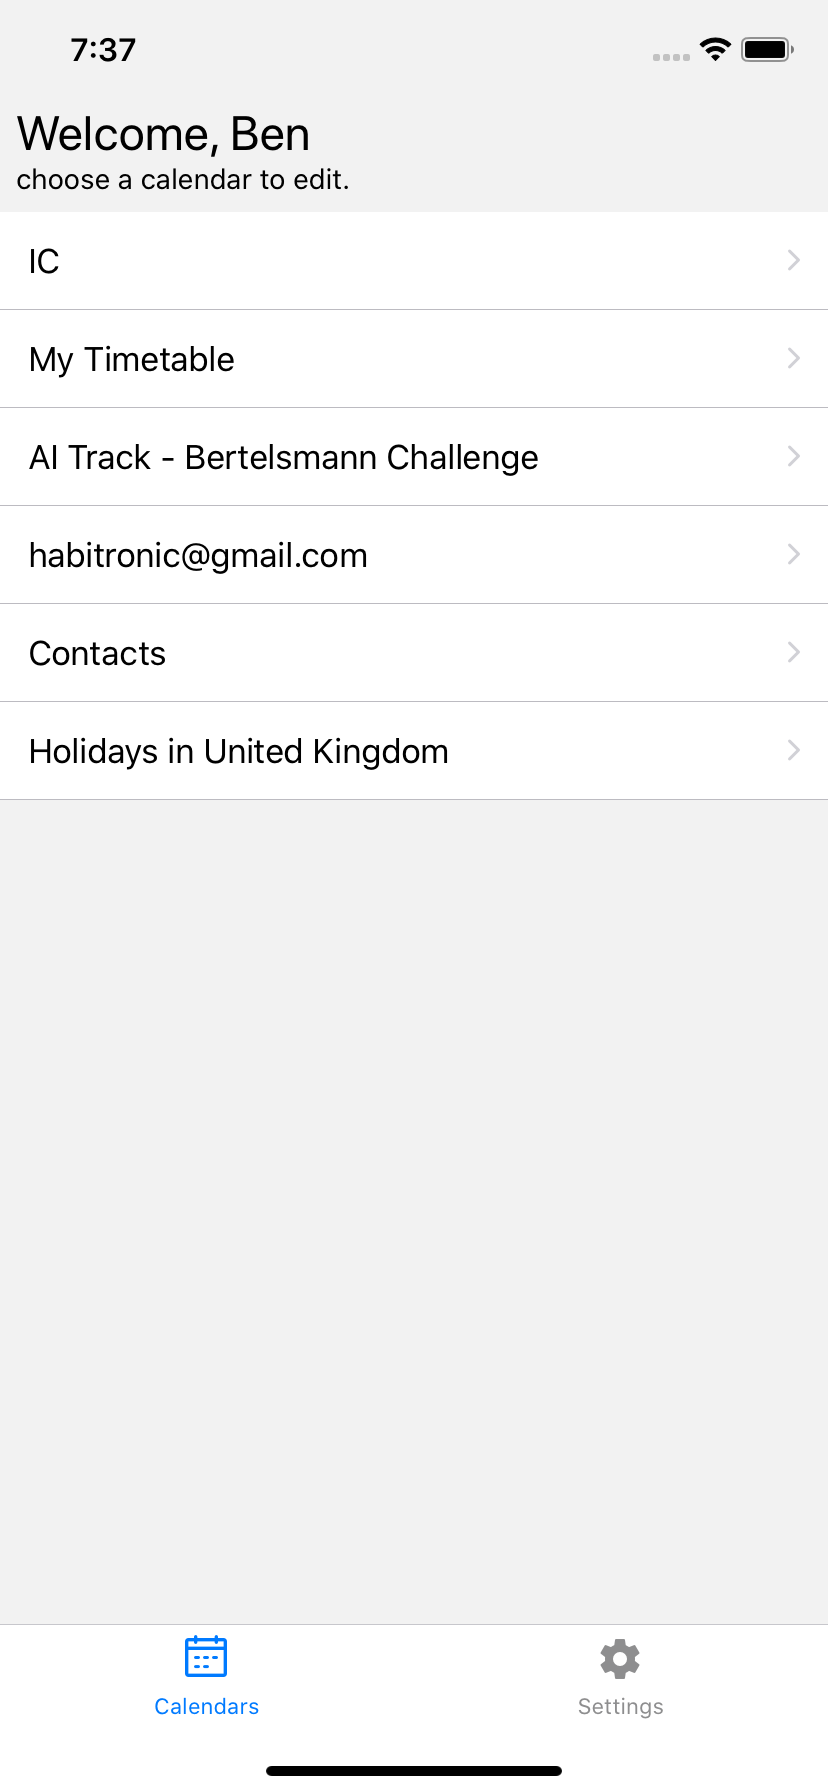 7:37
Welcome, Ben
choose a calendar to edit.
IC
My Timetable
AI Track - Bertelsmann Challenge
habitronic@gmail.com
Contacts
Holidays in United Kingdom
Calendars
Settings